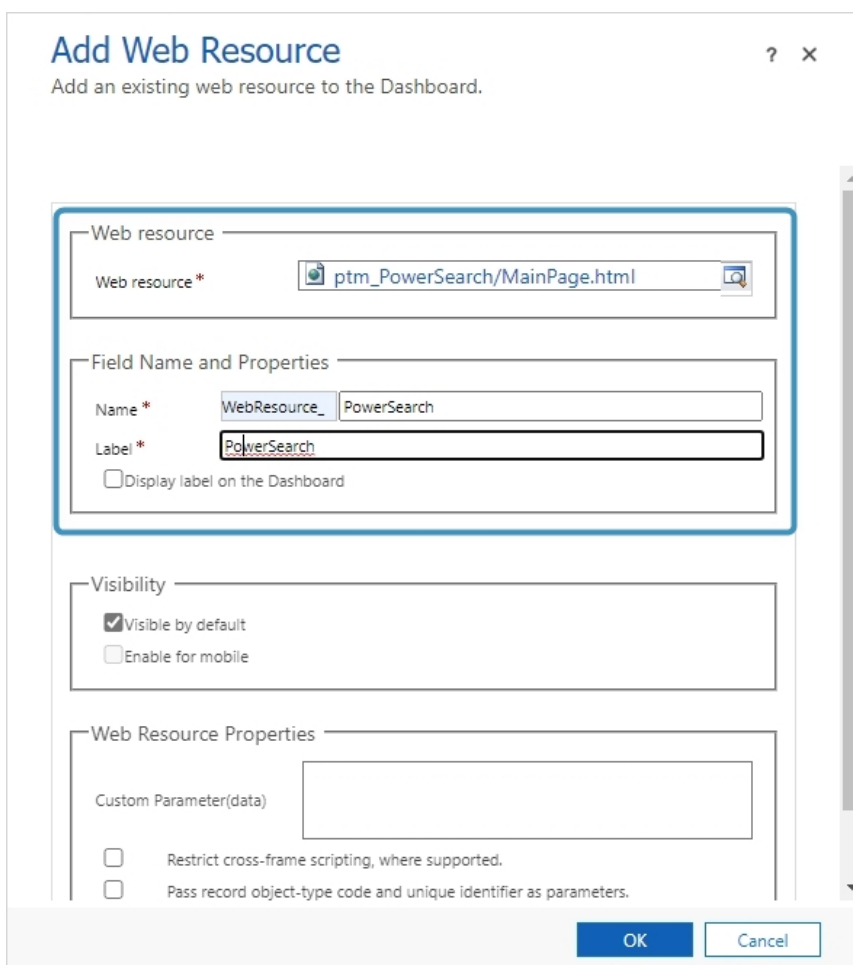 Add Web Resource
? ×
Add an existing web resource to the Dashboard.
Web resource
Web resource * ptm_PowerSearch/MainPage.html
Field Name and Properties
Name * WebResource_ PowerSearch
Label * PowerSearch
Display label on the Dashboard
Visibility
Visible by default
Enable for mobile
Web Resource Properties
Custom Parameter(data)
Restrict cross-frame scripting, where supported.
Pass record object-type code and unique identifier as parameters.
OK Cancel